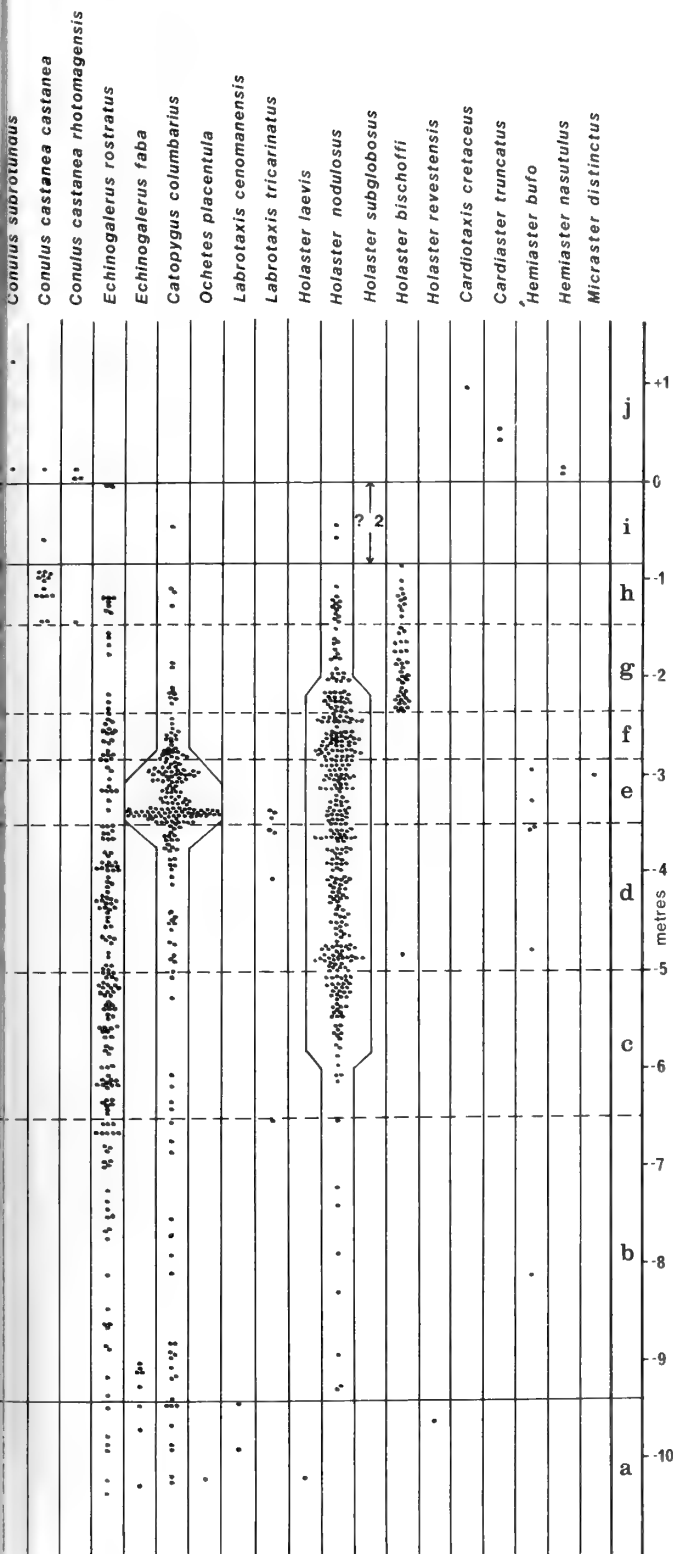 Conulus subrotundus
Conulus castanea castanea
Conulus castanea rhotomagensis
Echinogalerus rostratus
Echinogalerus faba
Catopygus columbarius
Ochetes placentula
Labrotaxis cenomanensis
Labrotaxis tricarinatus
Holaster laevis
Holaster nodulosus
Holaster subglobosus
Holaster bischoffi
Holaster revestensis
Cardiotaxis cretaceus
Cardiaster truncatus
Hemiaster bufo
Hemiaster nasutulus
Micraster distinctus
+1
j
0
? 2
i
-1
h
g
-2
f
-3
e
-4
d
metres
-5
c
-6
-7
b
-8
-9
-10
a